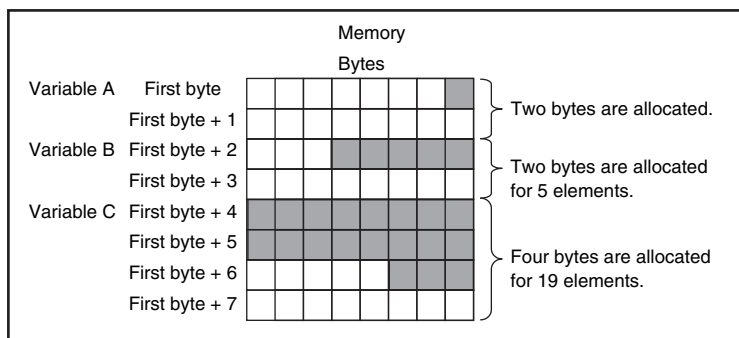 Memory
Bytes
Variable A First byte
First byte + 1
Two bytes are allocated.
Variable B First byte + 2
First byte + 3
Two bytes are allocated
for 5 elements.
Variable C First byte + 4
First byte + 5
First byte + 6
First byte + 7
Four bytes are allocated
for 19 elements.